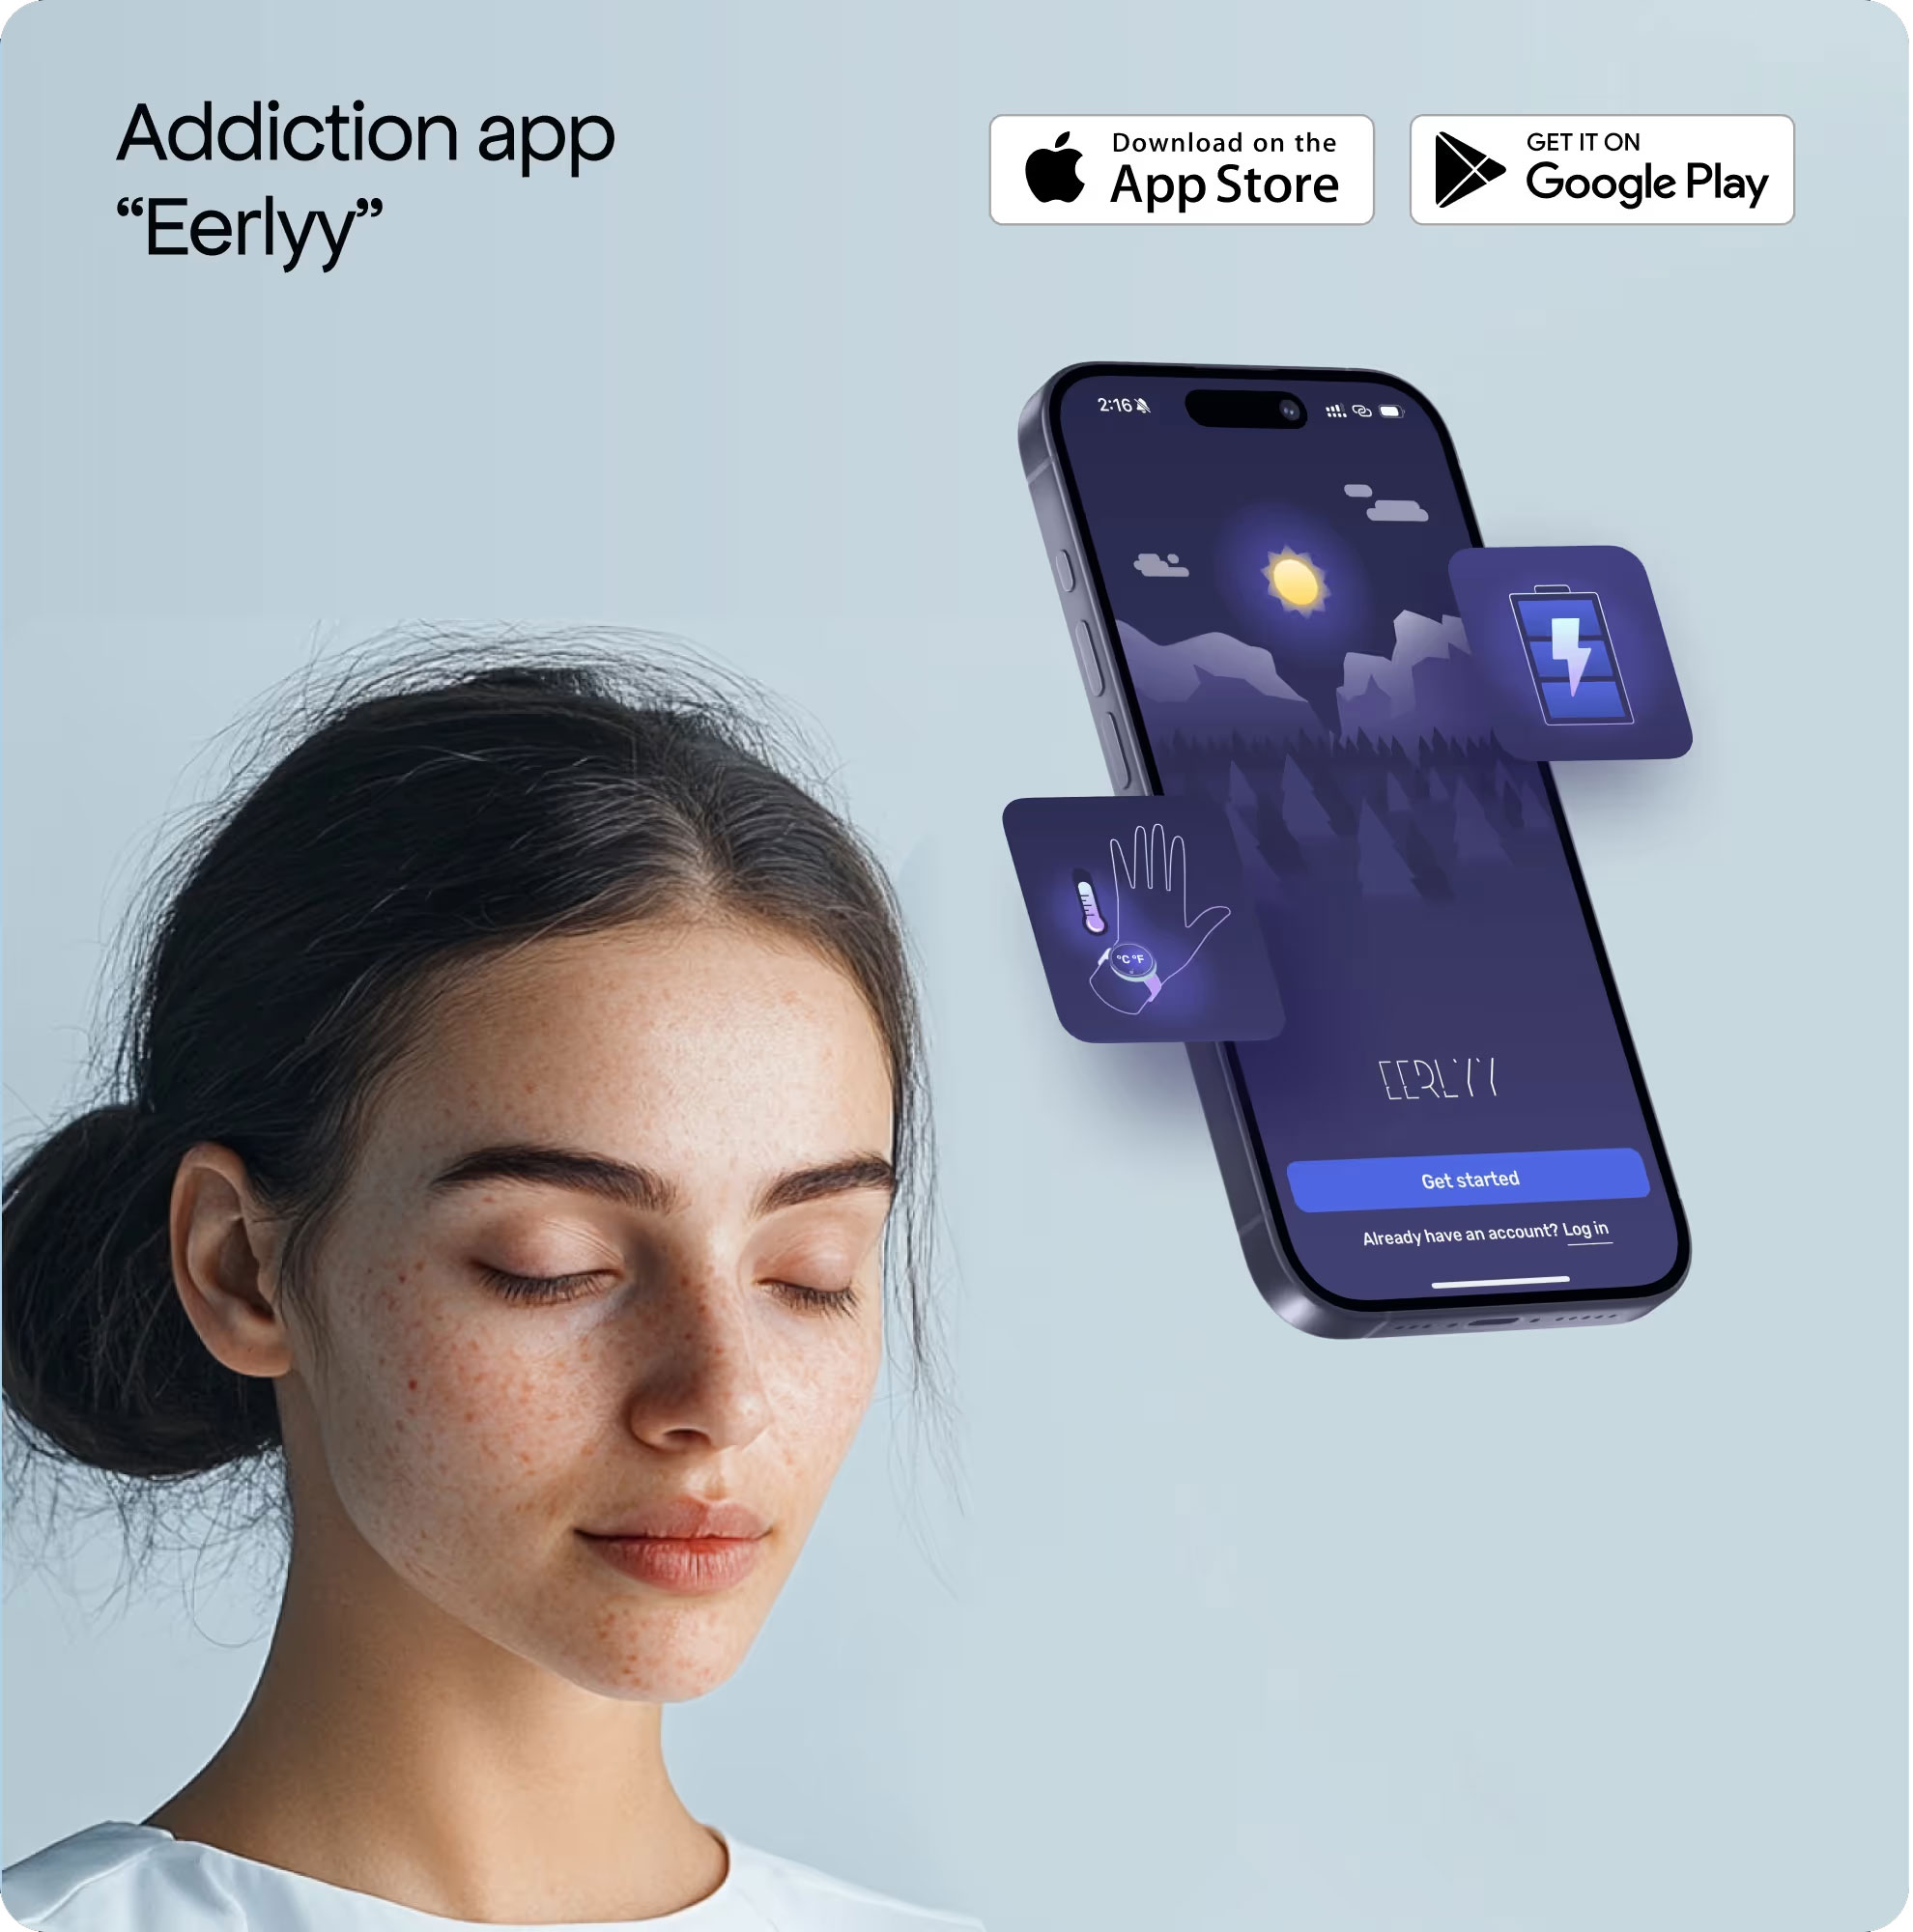 Addiction app
“Eerlyy”
Download on the
App Store
GET IT ON
Google Play
2:16
°C °F
EERLYY
Get started
Already have an account? Log in